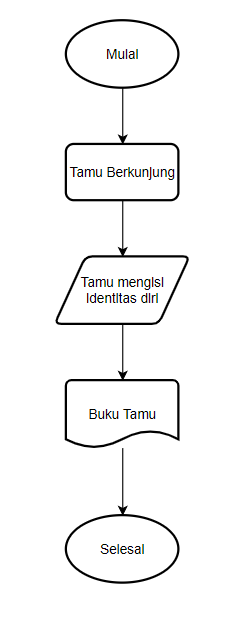 Mulai
Tamu Berkunjung
Tamu mengisi
identitas diri
Buku Tamu
Selesai